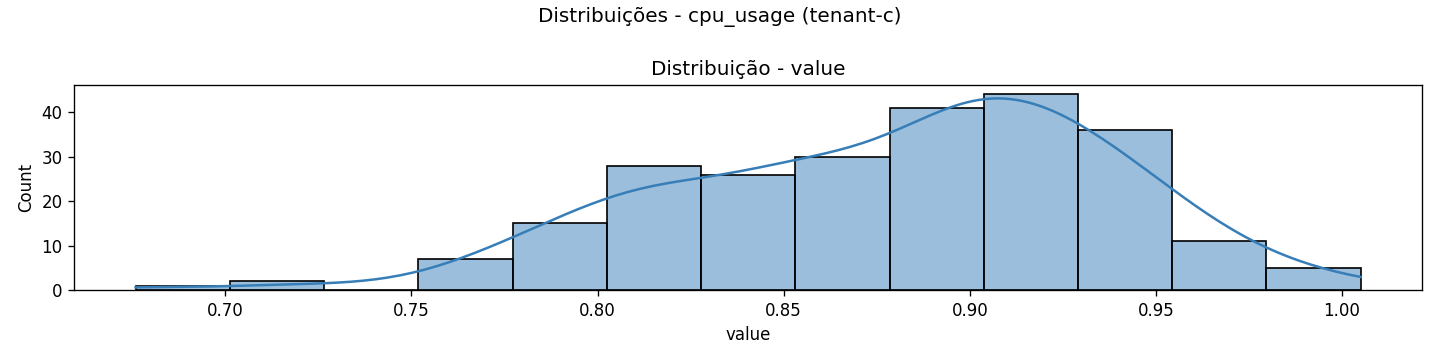 Distribuições - cpu_usage (tenant-c)
Distribuição - value
Count
40
30
20
10
0
0.70 0.75 0.80 0.85 0.90 0.95 1.00
value